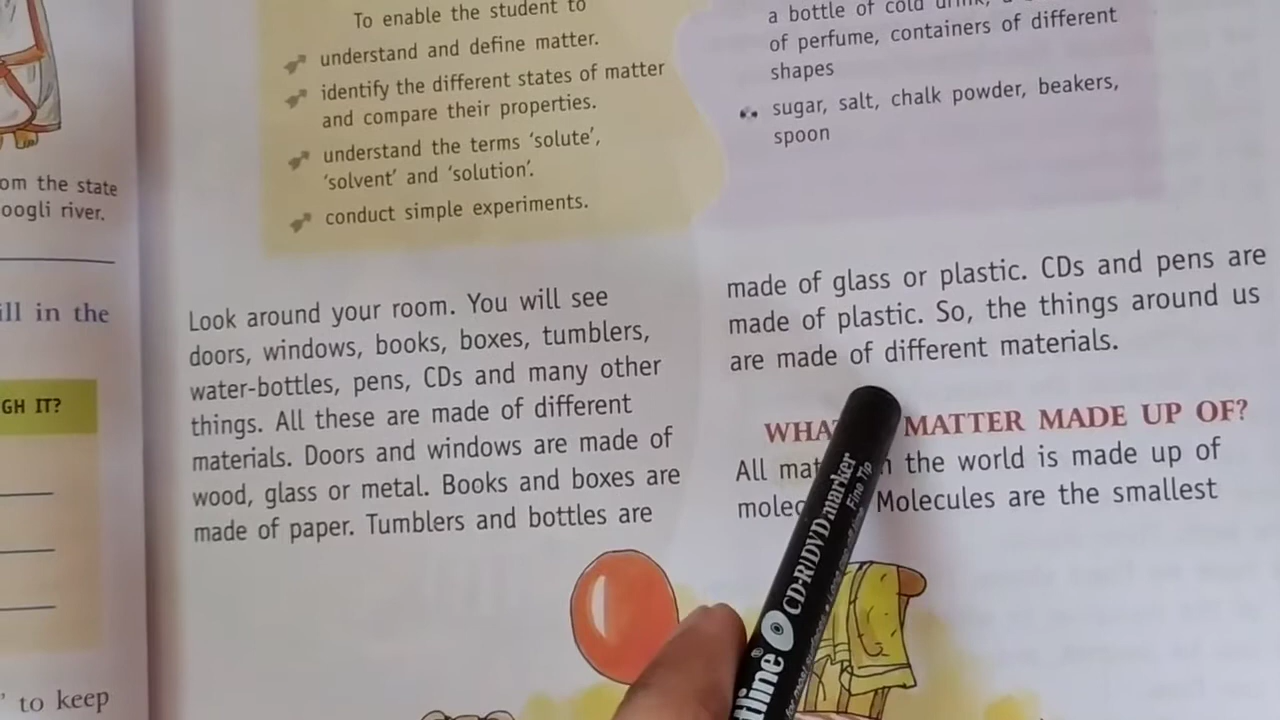 To enable the student to
understand and define matter.
identify the different states of matter
and compare their properties.
understand the terms ‘solute’,
‘solvent’ and ‘solution’.
conduct simple experiments.
a bottle of cold drink, a
of perfume, containers of different
shapes
sugar, salt, chalk powder, beakers,
spoon
om the state
oogli river.
ill in the
GH IT?
’ to keep
Look around your room. You will see
doors, windows, books, boxes, tumblers,
water-bottles, pens, CDs and many other
things. All these are made of different
materials. Doors and windows are made of
wood, glass or metal. Books and boxes are
made of paper. Tumblers and bottles are
made of glass or plastic. CDs and pens are
made of plastic. So, the things around us
are made of different materials.
WHAT MATTER MADE UP OF?
All mat the world is made up of
molec Molecules are the smallest
tline CD-R/DVD marker
Fine Tip